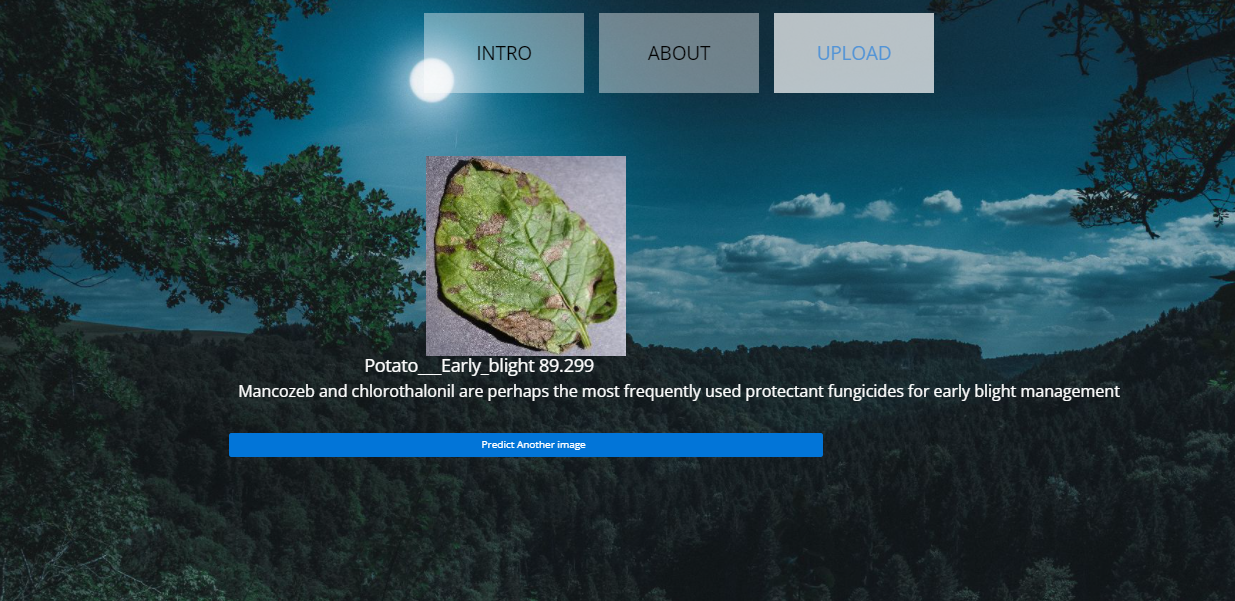 INTRO
ABOUT
UPLOAD
Potato___Early_blight 89.299
Mancozeb and chlorothalonil are perhaps the most frequently used protectant fungicides for early blight management
Predict Another image